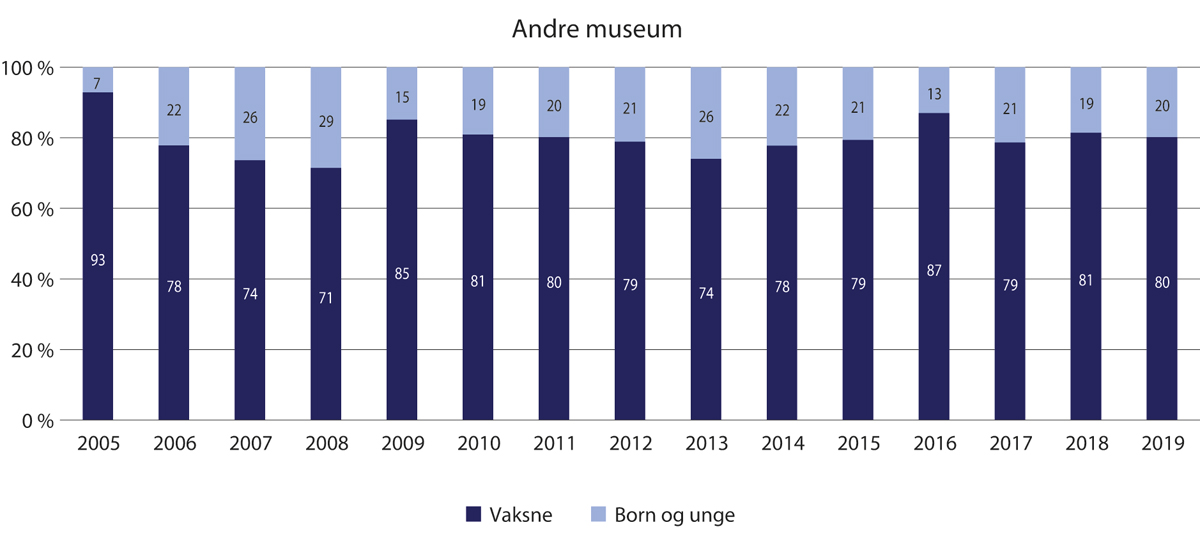 Andre museum
100 %
80 %
60 %
40 %
20 %
0 %
7 22 26 29 15 19 20 21 26 22 21 13 21 19 20
93 78 74 71 85 81 80 79 74 78 79 87 79 81 80
2005 2006 2007 2008 2009 2010 2011 2012 2013 2014 2015 2016 2017 2018 2019
Vaksne Born og unge